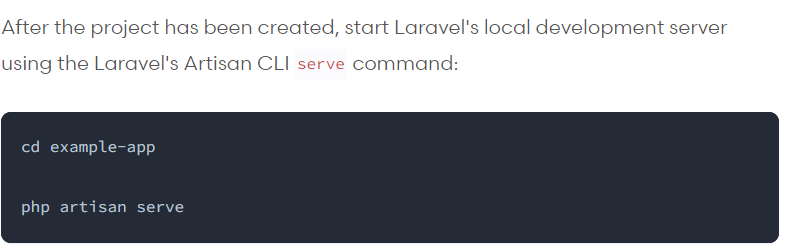 After the project has been created, start Laravel's local development server
using the Laravel's Artisan CLI serve command:
cd example-app
php artisan serve